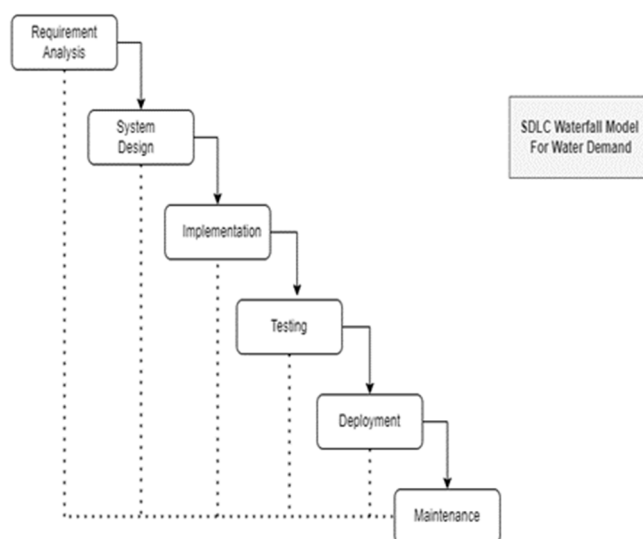 Requirement
Analysis
System
Design
SDLC Waterfall Model
For Water Demand
Implementation
Testing
Deployment
Maintenance